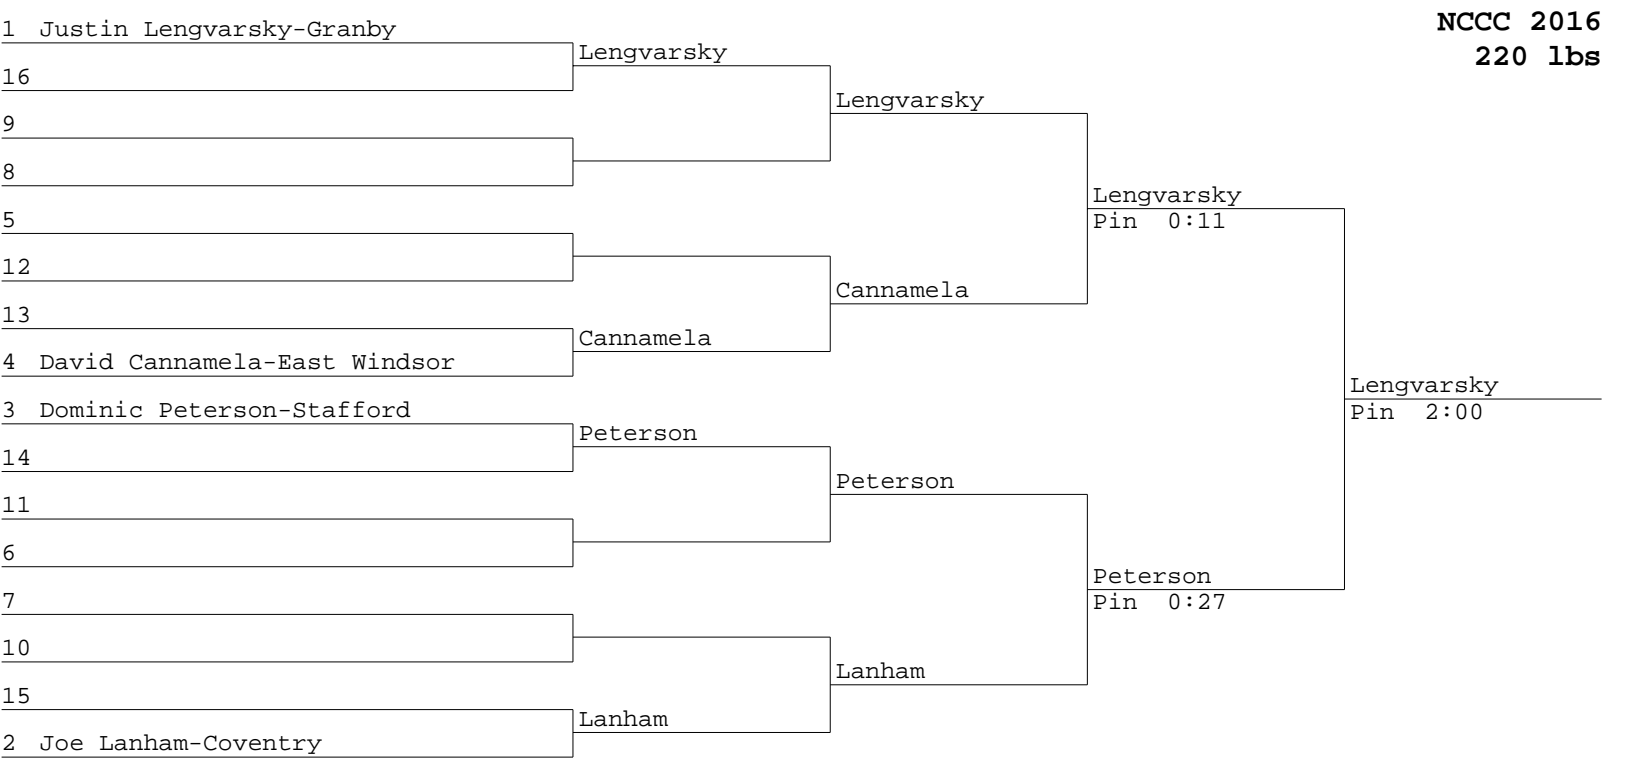 NCCC 2016
220 lbs
1 Justin Lengvarsky-Granby
Lengvarsky
16
Lengvarsky
9
8
Lengvarsky
Pin 0:11
5
12
Cannamela
13
Cannamela
4 David Cannamela-East Windsor
Lengvarsky
Pin 2:00
3 Dominic Peterson-Stafford
Peterson
14
Peterson
11
6
Peterson
Pin 0:27
7
10
Lanham
15
Lanham
2 Joe Lanham-Coventry